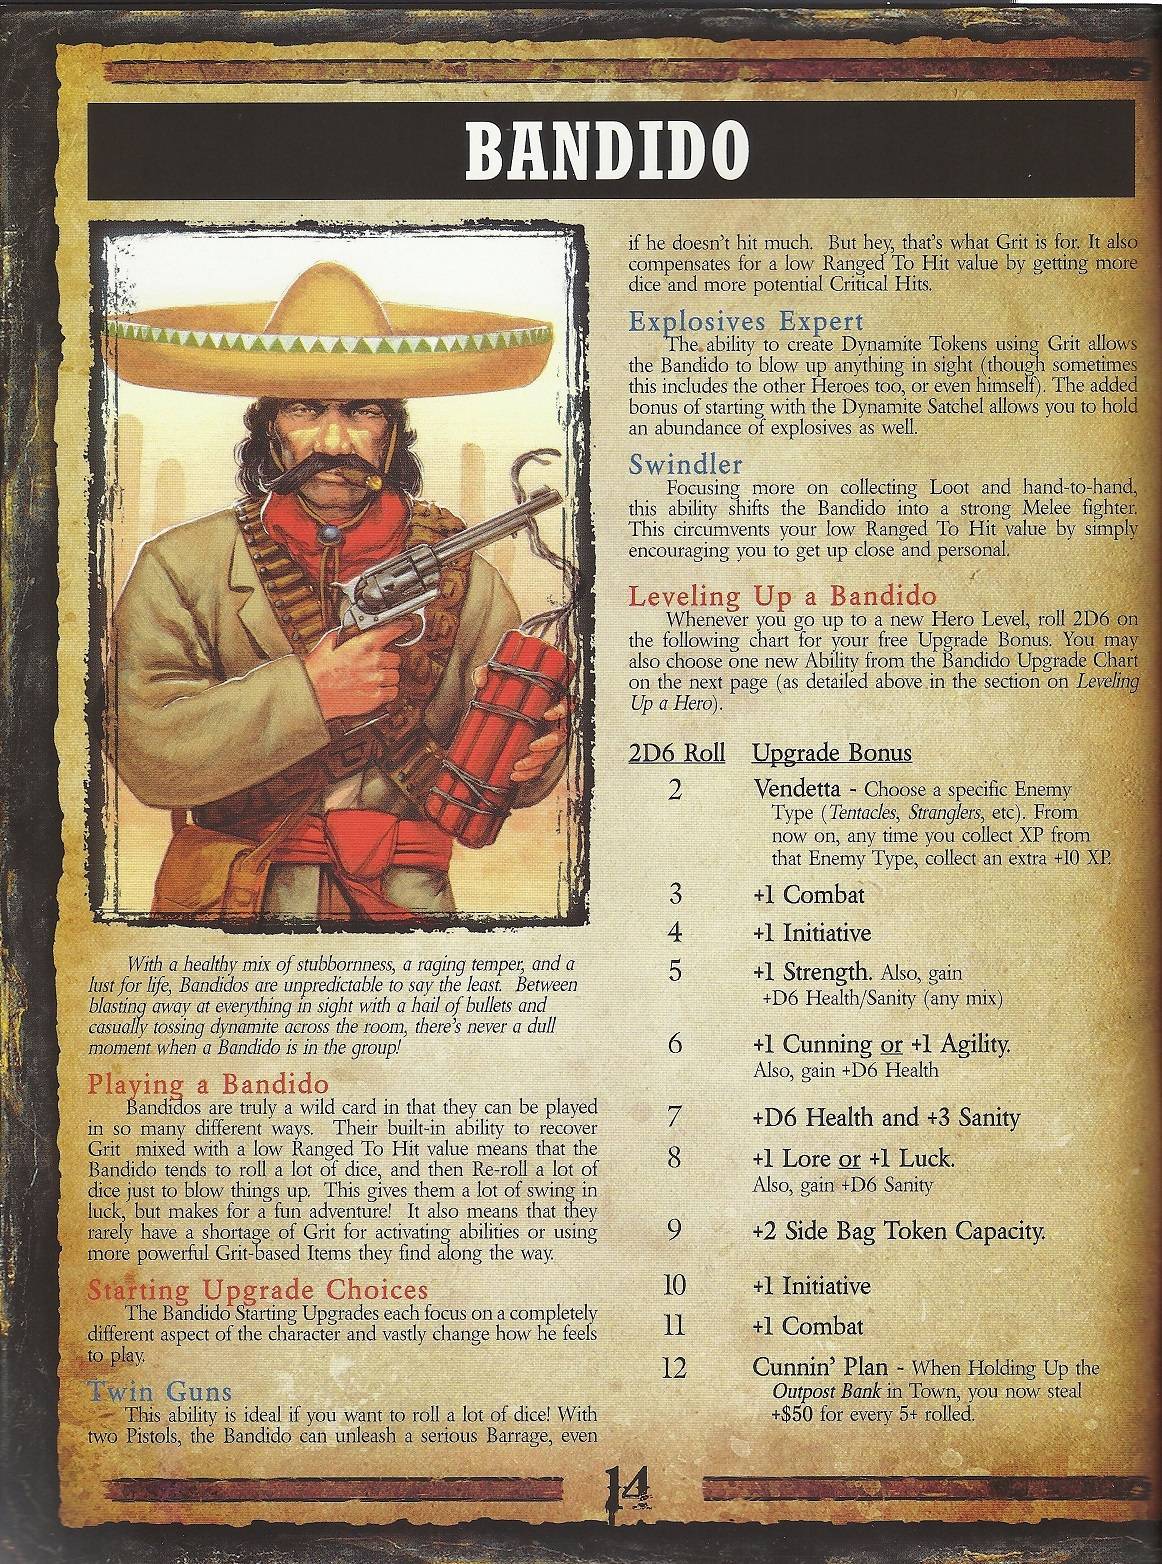 BANDIDO
With a healthy mix of stubbornness, a raging temper, and a
lust for life, Bandidos are unpredictable to say the least.  Between
blasting away at everything in sight with a hail of bullets and
casually tossing dynamite across the room, there's never a dull
moment when a Bandido is in the group!
Playing a Bandido
Bandidos are truly a wild card in that they can be played
in so many different ways.  Their built-in ability to recover
Grit  mixed with a low Ranged To Hit value means that the
Bandido tends to roll a lot of dice, and then Re-roll a lot of
dice just to blow things up.  This gives them a lot of swing in
luck, but makes for a fun adventure!  It also means that they
rarely have a shortage of Grit for activating abilities or using
more powerful Grit-based Items they find along the way.
Starting Upgrade Choices
The Bandido Starting Upgrades each focus on a completely
different aspect of the character and vastly change how he feels
to play.
Twin Guns
This ability is ideal if you want to roll a lot of dice! With
two Pistols, the Bandido can unleash a serious Barrage, even
if he doesn't hit much.  But hey, that's what Grit is for. It also
compensates for a low Ranged To Hit value by getting more
dice and more potential Critical Hits.
Explosives Expert
The ability to create Dynamite Tokens using Grit allows
the Bandido to blow up anything in sight (though sometimes
this includes the other Heroes too, or even himself). The added
bonus of starting with the Dynamite Satchel allows you to hold
an abundance of explosives as well.
Swindler
Focusing more on collecting Loot and hand-to-hand,
this ability shifts the Bandido into a strong Melee fighter.
This circumvents your low Ranged To Hit value by simply
encouraging you to get up close and personal.
Leveling Up a Bandido
Whenever you go up to a new Hero Level, roll 2D6 on
the following chart for your free Upgrade Bonus. You may
also choose one new Ability from the Bandido Upgrade Chart
on the next page (as detailed above in the section on Leveling
Up a Hero).
2D6 Roll Upgrade Bonus
2 Vendetta - Choose a specific Enemy
Type (Tentacles, Stranglers, etc). From
now on, any time you collect XP from
that Enemy Type, collect an extra +10 XP.
3 +1 Combat
4 +1 Initiative
5 +1 Strength. Also, gain
+D6 Health/Sanity (any mix)
6 +1 Cunning or +1 Agility.
Also, gain +D6 Health
7 +D6 Health and +3 Sanity
8 +1 Lore or +1 Luck.
Also, gain +D6 Sanity
9 +2 Side Bag Token Capacity.
10 +1 Initiative
11 +1 Combat
12 Cunnin' Plan - When Holding Up the
Outpost Bank in Town, you now steal
+$50 for every 5+ rolled.
14